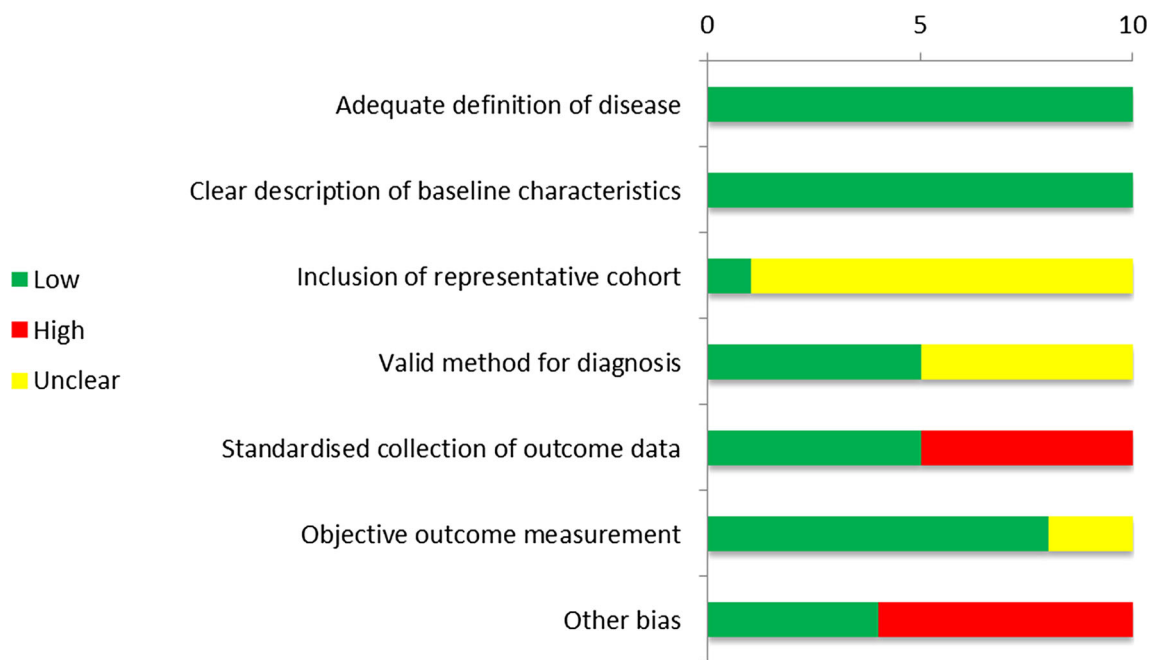 0 5 10
Adequate definition of disease
Clear description of baseline characteristics
Inclusion of representative cohort
Valid method for diagnosis
Standardised collection of outcome data
Objective outcome measurement
Other bias
Low
High
Unclear